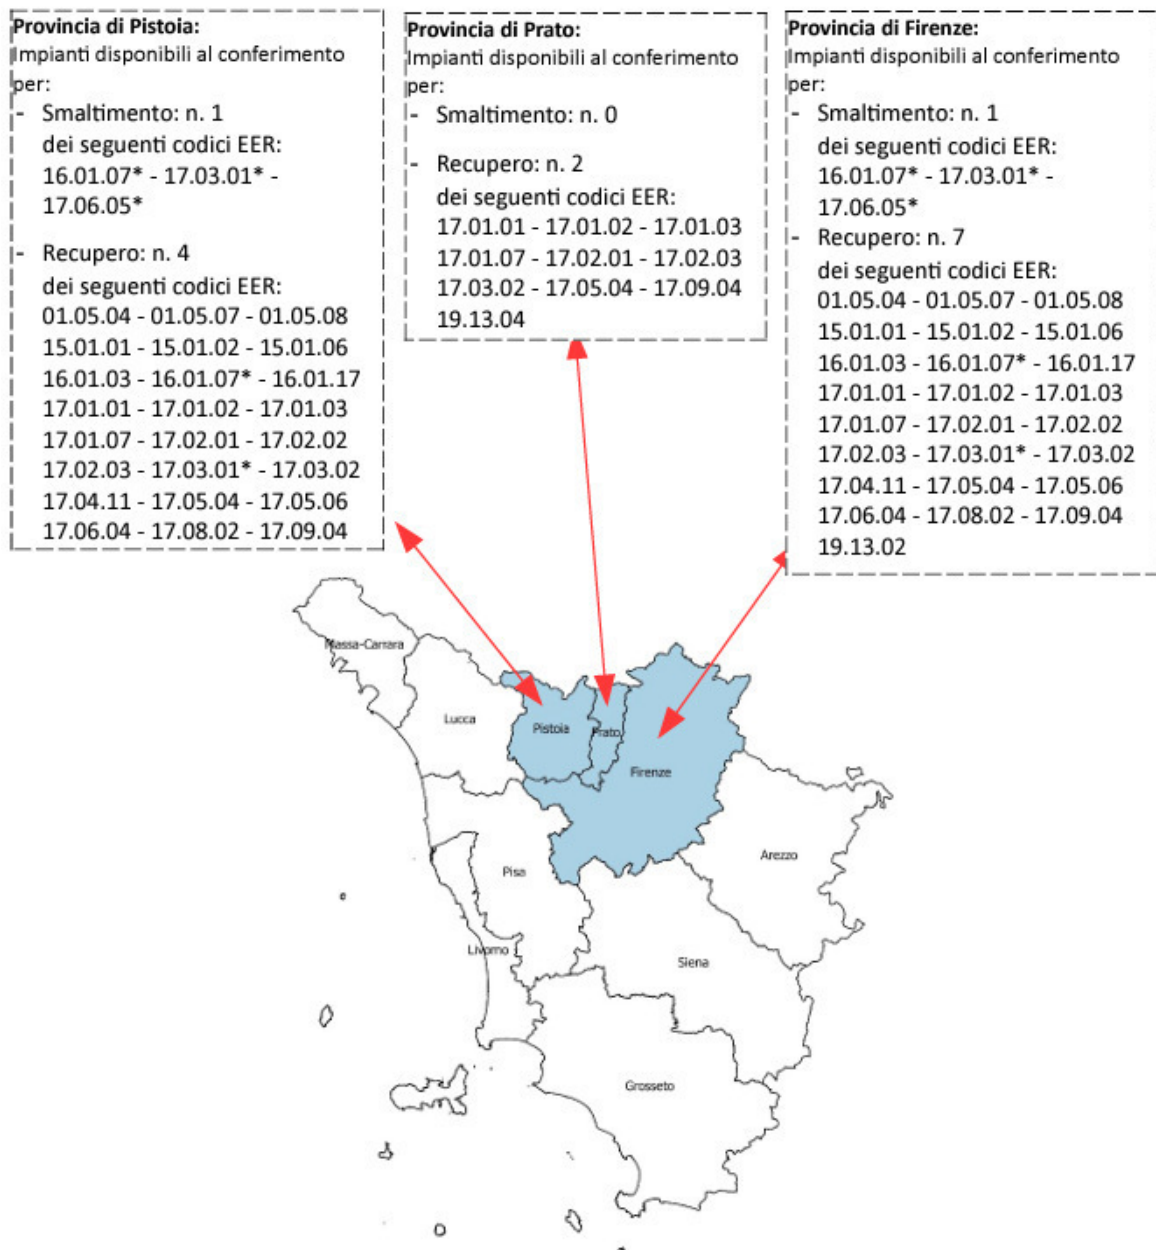 Provincia di Pistoia:
Impianti disponibili al conferimento
per:
- Smaltimento: n. 1
dei seguenti codici EER:
16.01.07* - 17.03.01* -
17.06.05*
- Recupero: n. 4
dei seguenti codici EER:
01.05.04 - 01.05.07 - 01.05.08
15.01.01 - 15.01.02 - 15.01.06
16.01.03 - 16.01.07* - 16.01.17
17.01.01 - 17.01.02 - 17.01.03
17.01.07 - 17.02.01 - 17.02.02
17.02.03 - 17.03.01* - 17.03.02
17.04.11 - 17.05.04 - 17.05.06
17.06.04 - 17.08.02 - 17.09.04
Provincia di Prato:
Impianti disponibili al conferimento
per:
- Smaltimento: n. 0
- Recupero: n. 2
dei seguenti codici EER:
17.01.01 - 17.01.02 - 17.01.03
17.01.07 - 17.02.01 - 17.02.03
17.03.02 - 17.05.04 - 17.09.04
19.13.04
Provincia di Firenze:
Impianti disponibili al conferimento
per:
- Smaltimento: n. 1
dei seguenti codici EER:
16.01.07* - 17.03.01* -
17.06.05*
- Recupero: n. 7
dei seguenti codici EER:
01.05.04 - 01.05.07 - 01.05.08
15.01.01 - 15.01.02 - 15.01.06
16.01.03 - 16.01.07* - 16.01.17
17.01.01 - 17.01.02 - 17.01.03
17.01.07 - 17.02.01 - 17.02.02
17.02.03 - 17.03.01* - 17.03.02
17.04.11 - 17.05.04 - 17.05.06
17.06.04 - 17.08.02 - 17.09.04
19.13.02
Massa-Carrara
Lucca
Pistoia
Prato
Firenze
Arezzo
Pisa
Livorno
Siena
Grosseto